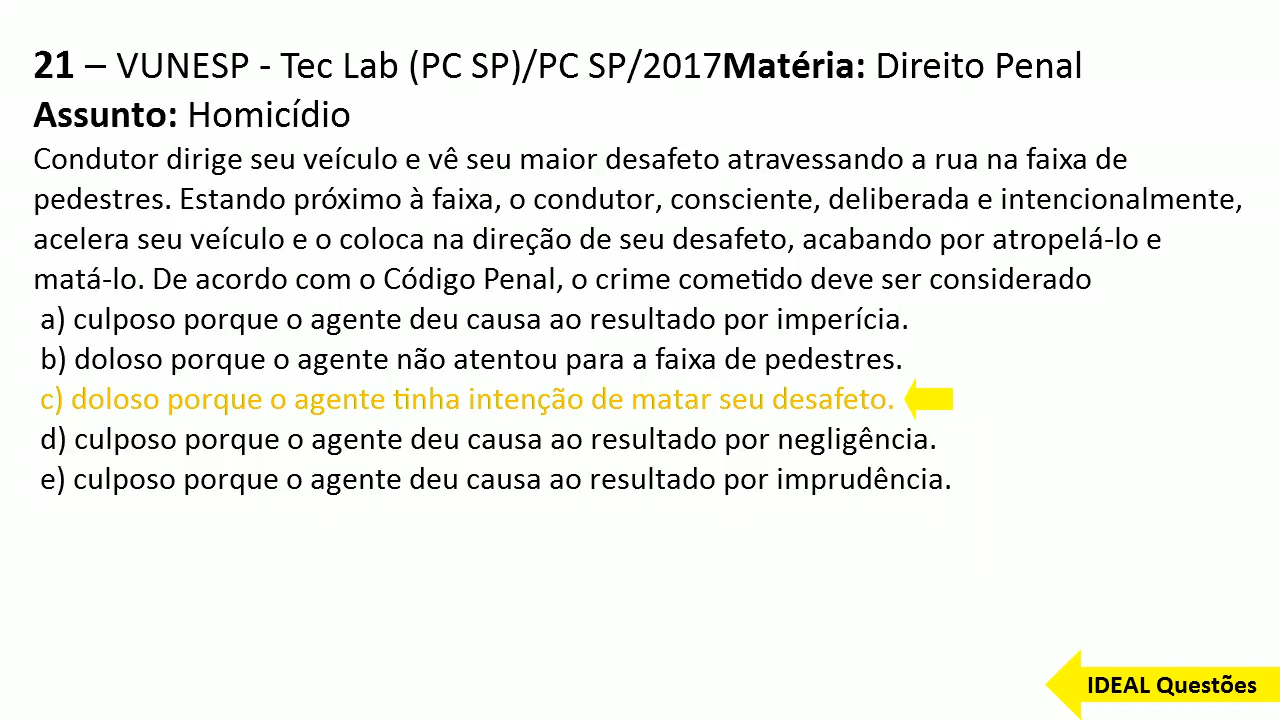 21 – VUNESP - Tec Lab (PC SP)/PC SP/2017Matéria: Direito Penal
Assunto: Homicídio
Condutor dirige seu veículo e vê seu maior desafeto atravessando a rua na faixa de
pedestres. Estando próximo à faixa, o condutor, consciente, deliberada e intencionalmente,
acelera seu veículo e o coloca na direção de seu desafeto, acabando por atropelá-lo e
matá-lo. De acordo com o Código Penal, o crime cometido deve ser considerado
a) culposo porque o agente deu causa ao resultado por imperícia.
b) doloso porque o agente não atentou para a faixa de pedestres.
c) doloso porque o agente tinha intenção de matar seu desafeto.
d) culposo porque o agente deu causa ao resultado por negligência.
e) culposo porque o agente deu causa ao resultado por imprudência.
IDEAL Questões